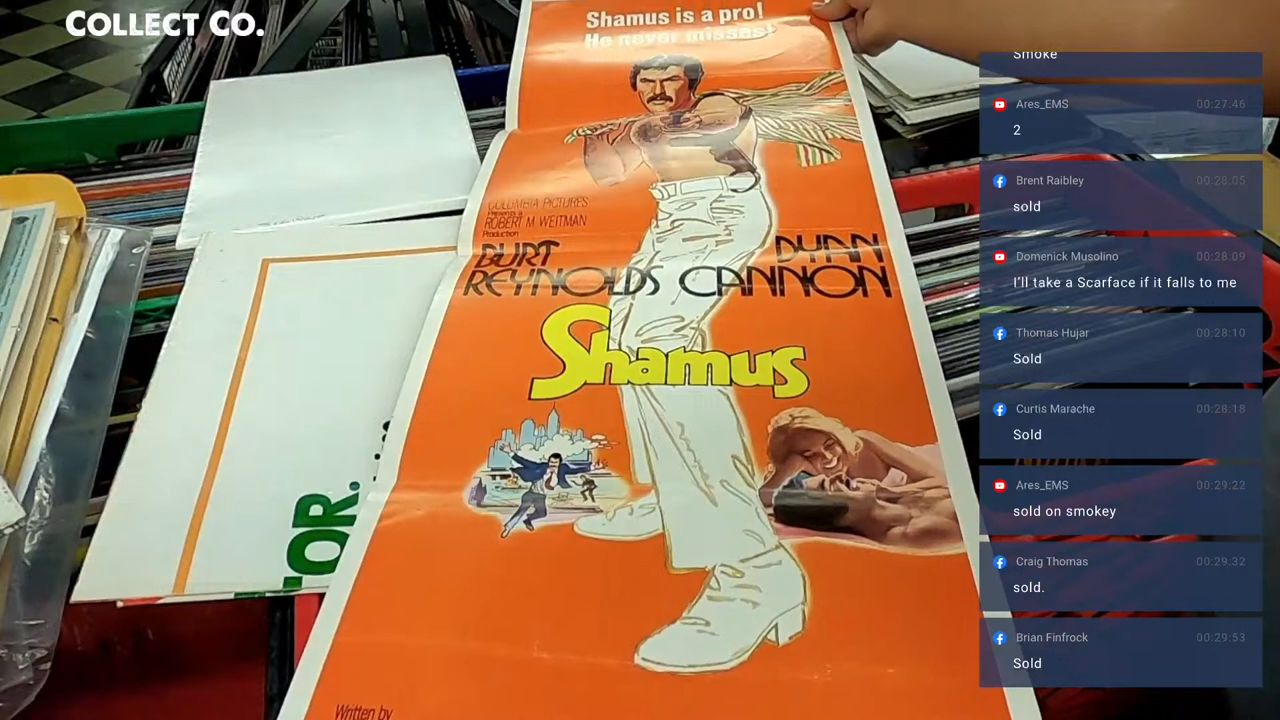 COLLECT CO.
Shamus is a pro!
He never misses!
COLUMBIA PICTURES
Presents a
ROBERT M. WEITMAN
Production
BURT
REYNOLDS
DYAN
CANNON
Shamus
OR.
Written by
Smoke
Ares_EMS 00:27:46
2
Brent Raibley 00:28:05
sold
Domenick Musolino 00:28:09
I'll take a Scarface if it falls to me
Thomas Hujar 00:28:10
Sold
Curtis Marache 00:28:18
Sold
Ares_EMS 00:29:22
sold on smokey
Craig Thomas 00:29:32
sold.
Brian Finfrock 00:29:53
Sold